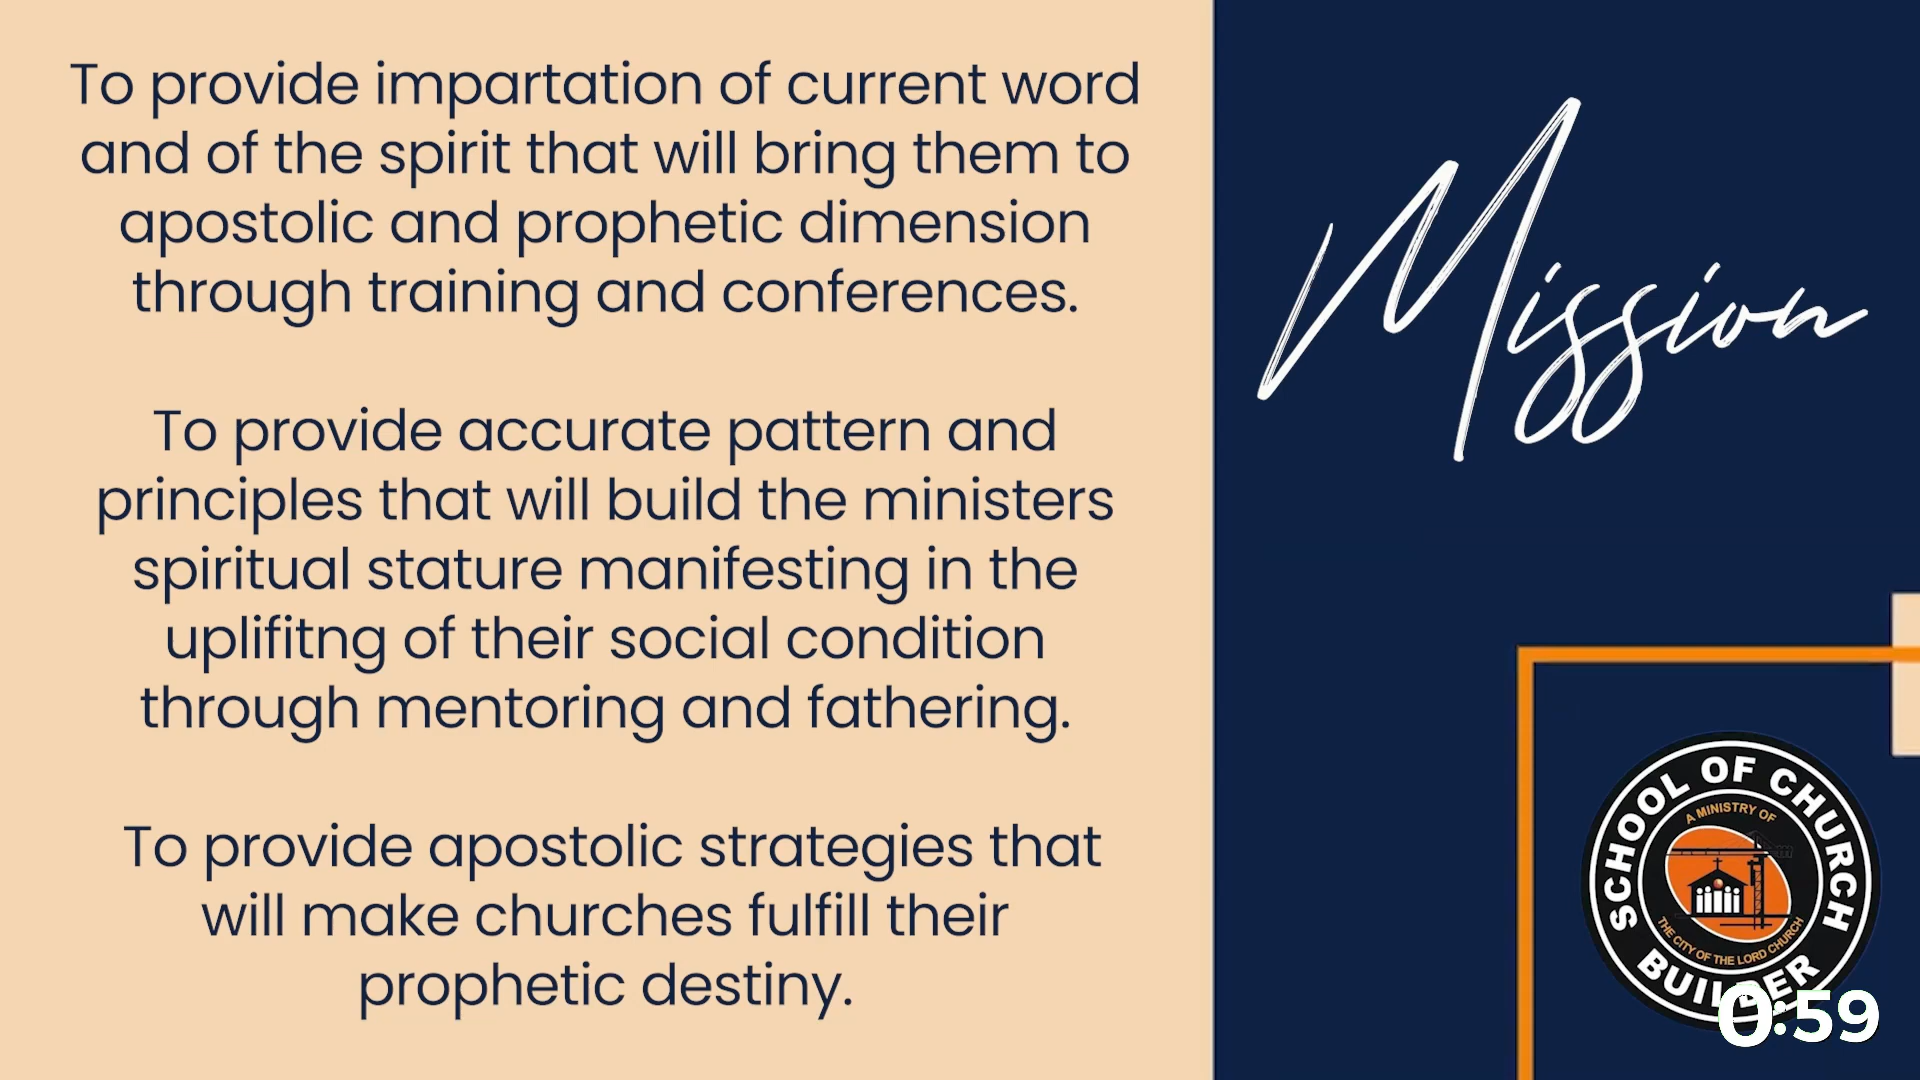 To provide impartation of current word
and of the spirit that will bring them to
apostolic and prophetic dimension
through training and conferences.
To provide accurate pattern and
principles that will build the ministers
spiritual stature manifesting in the
uplifitng of their social condition
through mentoring and fathering.
To provide apostolic strategies that
will make churches fulfill their
prophetic destiny.
Mission
SCHOOL OF CHURCH
A MINISTRY OF
THE CITY OF THE LORD CHURCH
BUILDER
0:59